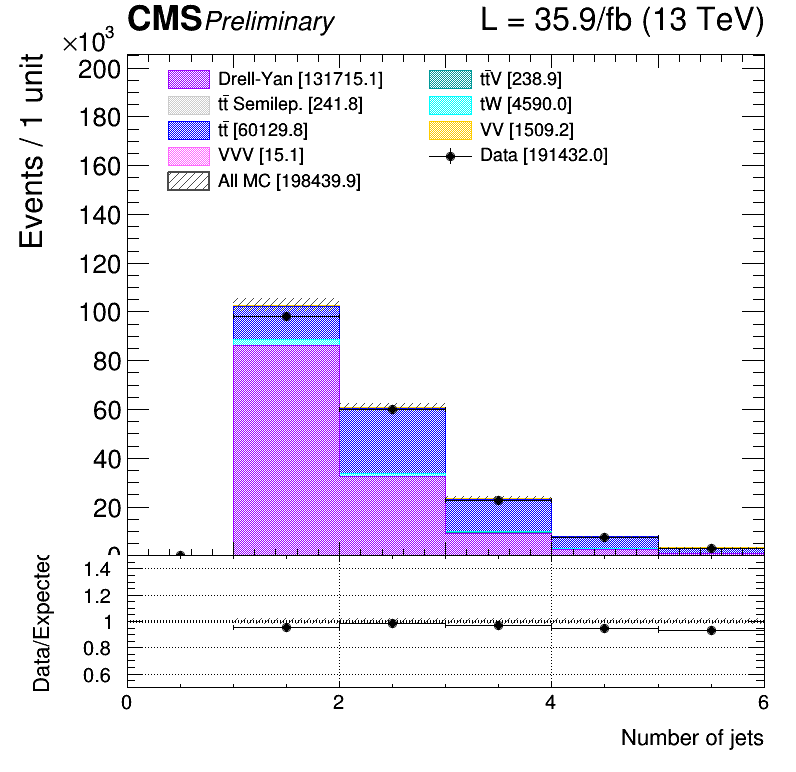 CMS Preliminary L = 35.9/fb (13 TeV)
×10³
Events / 1 unit
200
180
160
140
120
100
80
60
40
20
0
Drell-Yan [131715.1]
tt̄ Semilep. [241.8]
tt̄ [60129.8]
VVV [15.1]
All MC [198439.9]
tt̄V [238.9]
tW [4590.0]
VV [1509.2]
Data [191432.0]
Data/Expected
1.4
1.2
1
0.8
0.6
0 2 4 6
Number of jets